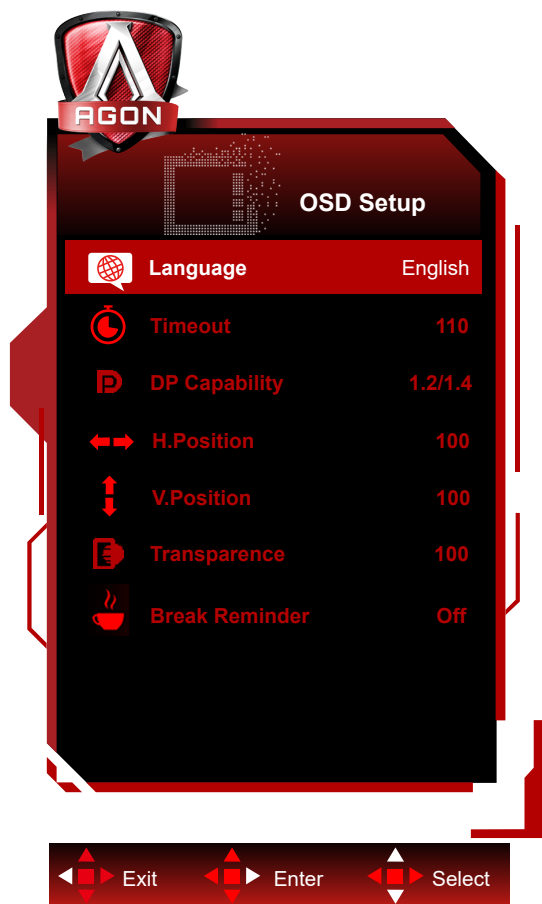 AGON
OSD Setup
Language English
Timeout 110
DP Capability 1.2/1.4
H.Position 100
V.Position 100
Transparence 100
Break Reminder Off
Exit Enter Select